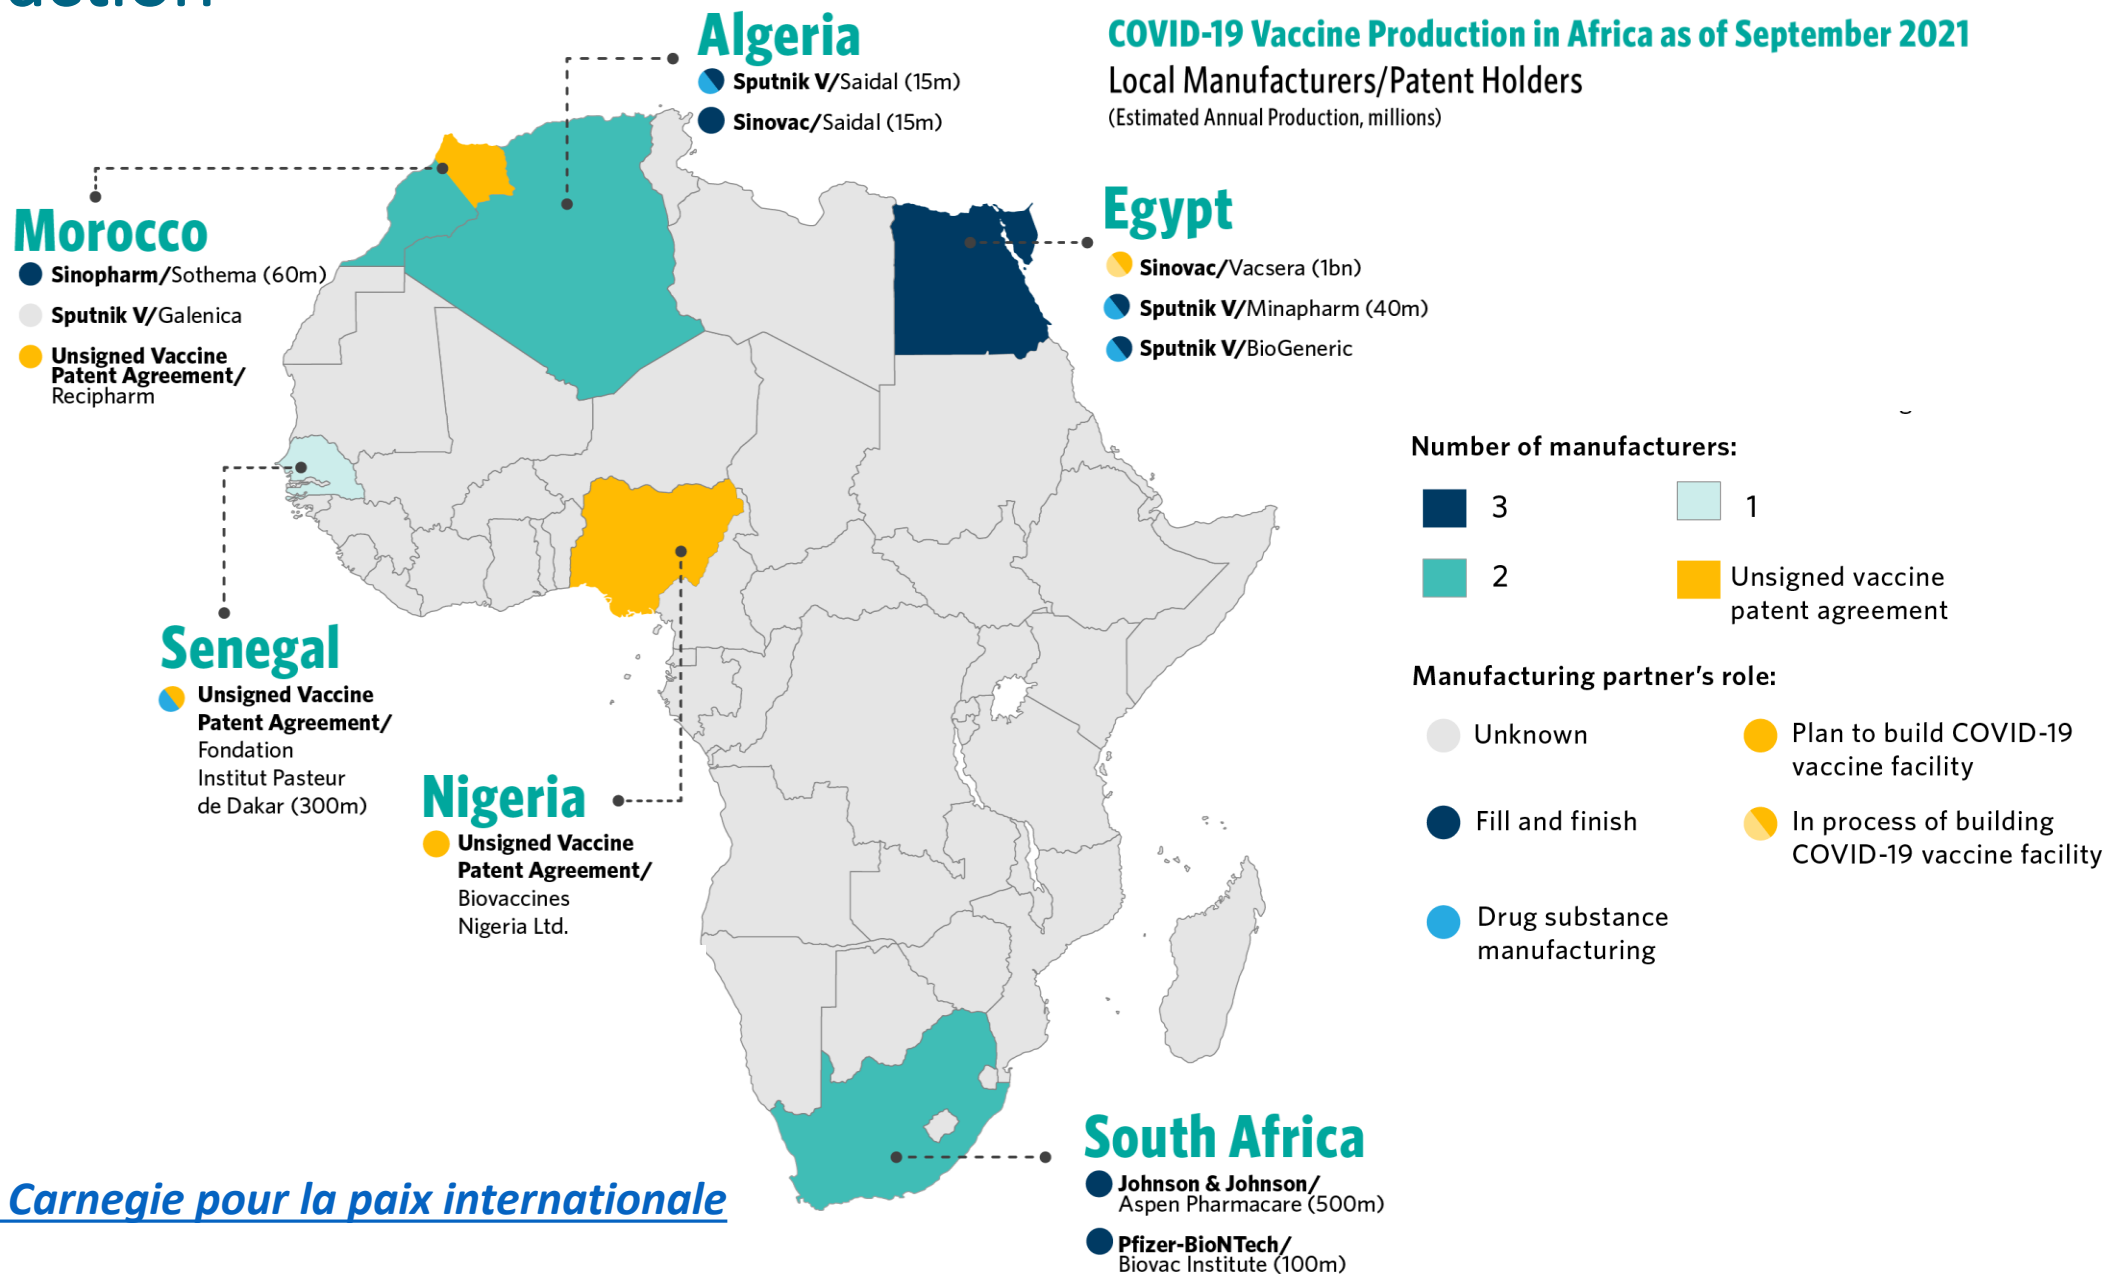 COVID-19 Vaccine Production in Africa as of September 2021
Local Manufacturers/Patent Holders
(Estimated Annual Production, millions)
Algeria
Sputnik V/Saidal (15m)
Sinovac/Saidal (15m)
Morocco
Sinopharm/Sothema (60m)
Sputnik V/Galenica
Unsigned Vaccine
Patent Agreement/
Recipharm
Egypt
Sinovac/Vacsera (1bn)
Sputnik V/Minapharm (40m)
Sputnik V/BioGeneric
Senegal
Unsigned Vaccine
Patent Agreement/
Fondation
Institut Pasteur
de Dakar (300m)
Nigeria
Unsigned Vaccine
Patent Agreement/
Biovaccines
Nigeria Ltd.
South Africa
Johnson & Johnson/
Aspen Pharmacare (500m)
Pfizer-BioNTech/
Biovac Institute (100m)
Number of manufacturers:
3
1
2
Unsigned vaccine
patent agreement
Manufacturing partner's role:
Unknown
Plan to build COVID-19
vaccine facility
Fill and finish
In process of building
COVID-19 vaccine facility
Drug substance
manufacturing
Carnegie pour la paix internationale